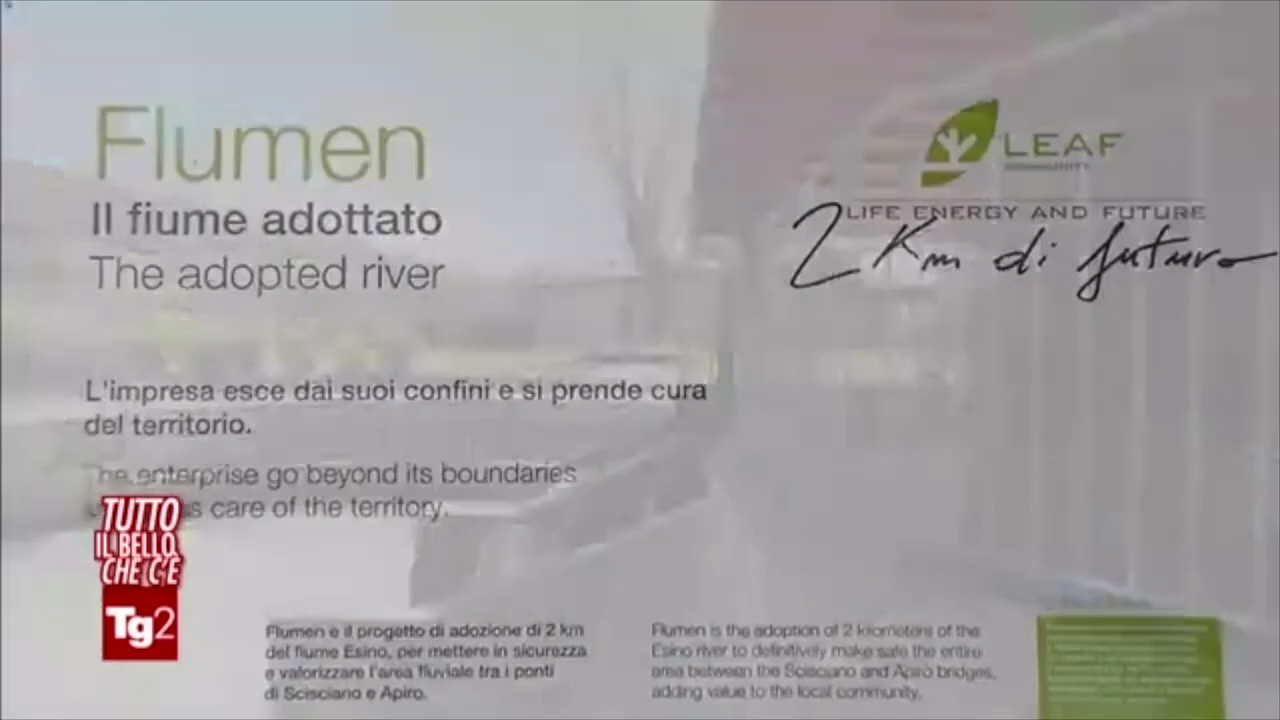 Flumen
Il fiume adottato
The adopted river
LEAF
COMMUNITY
LIFE ENERGY AND FUTURE
2 Km di futuro
L'impresa esce dai suoi confini e si prende cura
del territorio.
enterprise go beyond its boundaries
care of the territory.
TUTTO
IL BELLO
CHE C'È
Tg2
Flumen è il progetto di adozione di 2 km
del fiume Esino, per mettere in sicurezza
e valorizzare l'area fluviale tra i ponti
di Scisciano e Apiro.
Flumen is the adoption of 2 kilometers of the
Esino river to definitively make safe the entire
area between the Scisciano and Apiro bridges,
adding value to the local community.